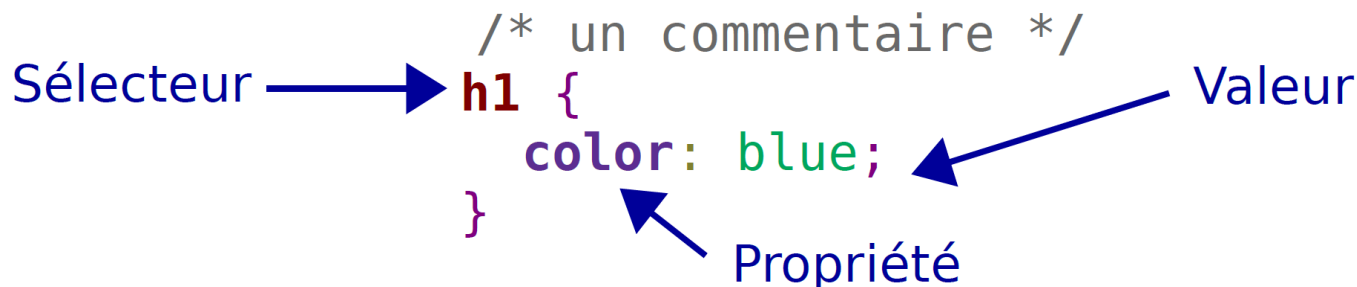 /* un commentaire */
Sélecteur
h1 {
Valeur
color: blue;
}
Propriété